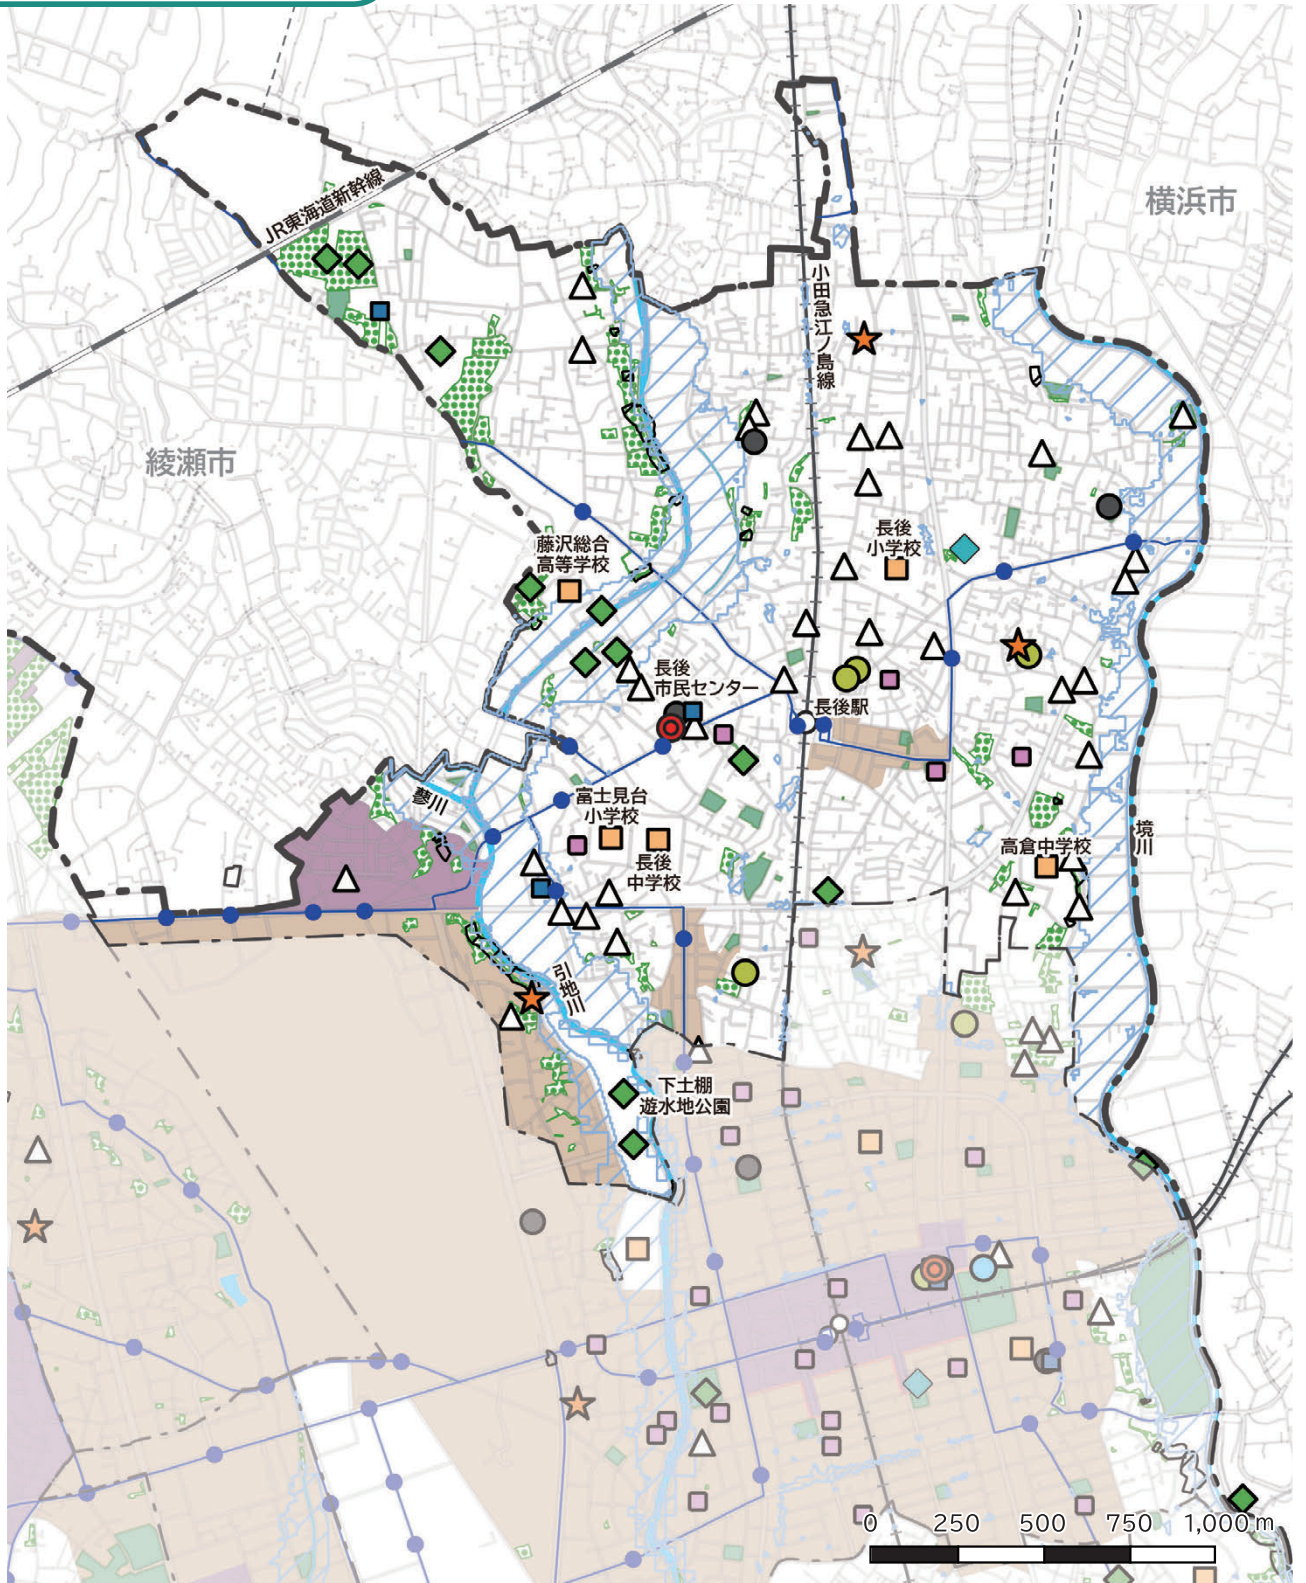 横浜市
JR東海道新幹線
小田急江ノ島線
綾瀬市
長後
小学校
藤沢総合
高等学校
長後
市民センター
長後駅
蓼川
富士見台
小学校
長後
中学校
高倉中学校
境川
引地川
下土棚
遊水地公園
0 250 500 750 1,000m